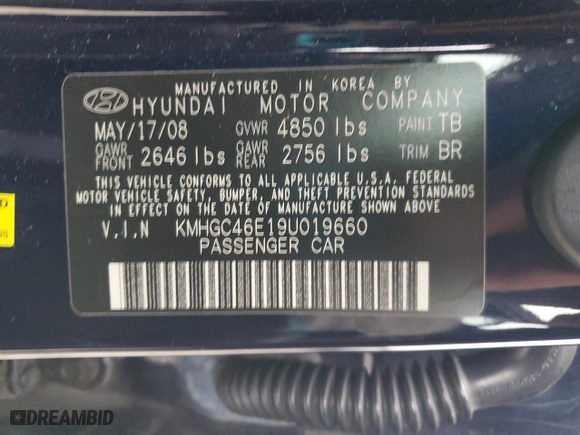 MANUFACTURED IN KOREA BY
HYUNDAI MOTOR COMPANY
MAY/17/08 GVWR 4850 lbs PAINT TB
GAWR FRONT 2646 lbs GAWR REAR 2756 lbs TRIM BR
THIS VEHICLE CONFORMS TO ALL APPLICABLE U.S.A. FEDERAL
MOTOR VEHICLE SAFETY, BUMPER, AND THEFT PREVENTION STANDARDS
IN EFFECT ON THE DATE OF MANUFACTURE SHOWN ABOVE
V.I.N KMHGC46E19U019660
PASSENGER CAR
DREAMBID